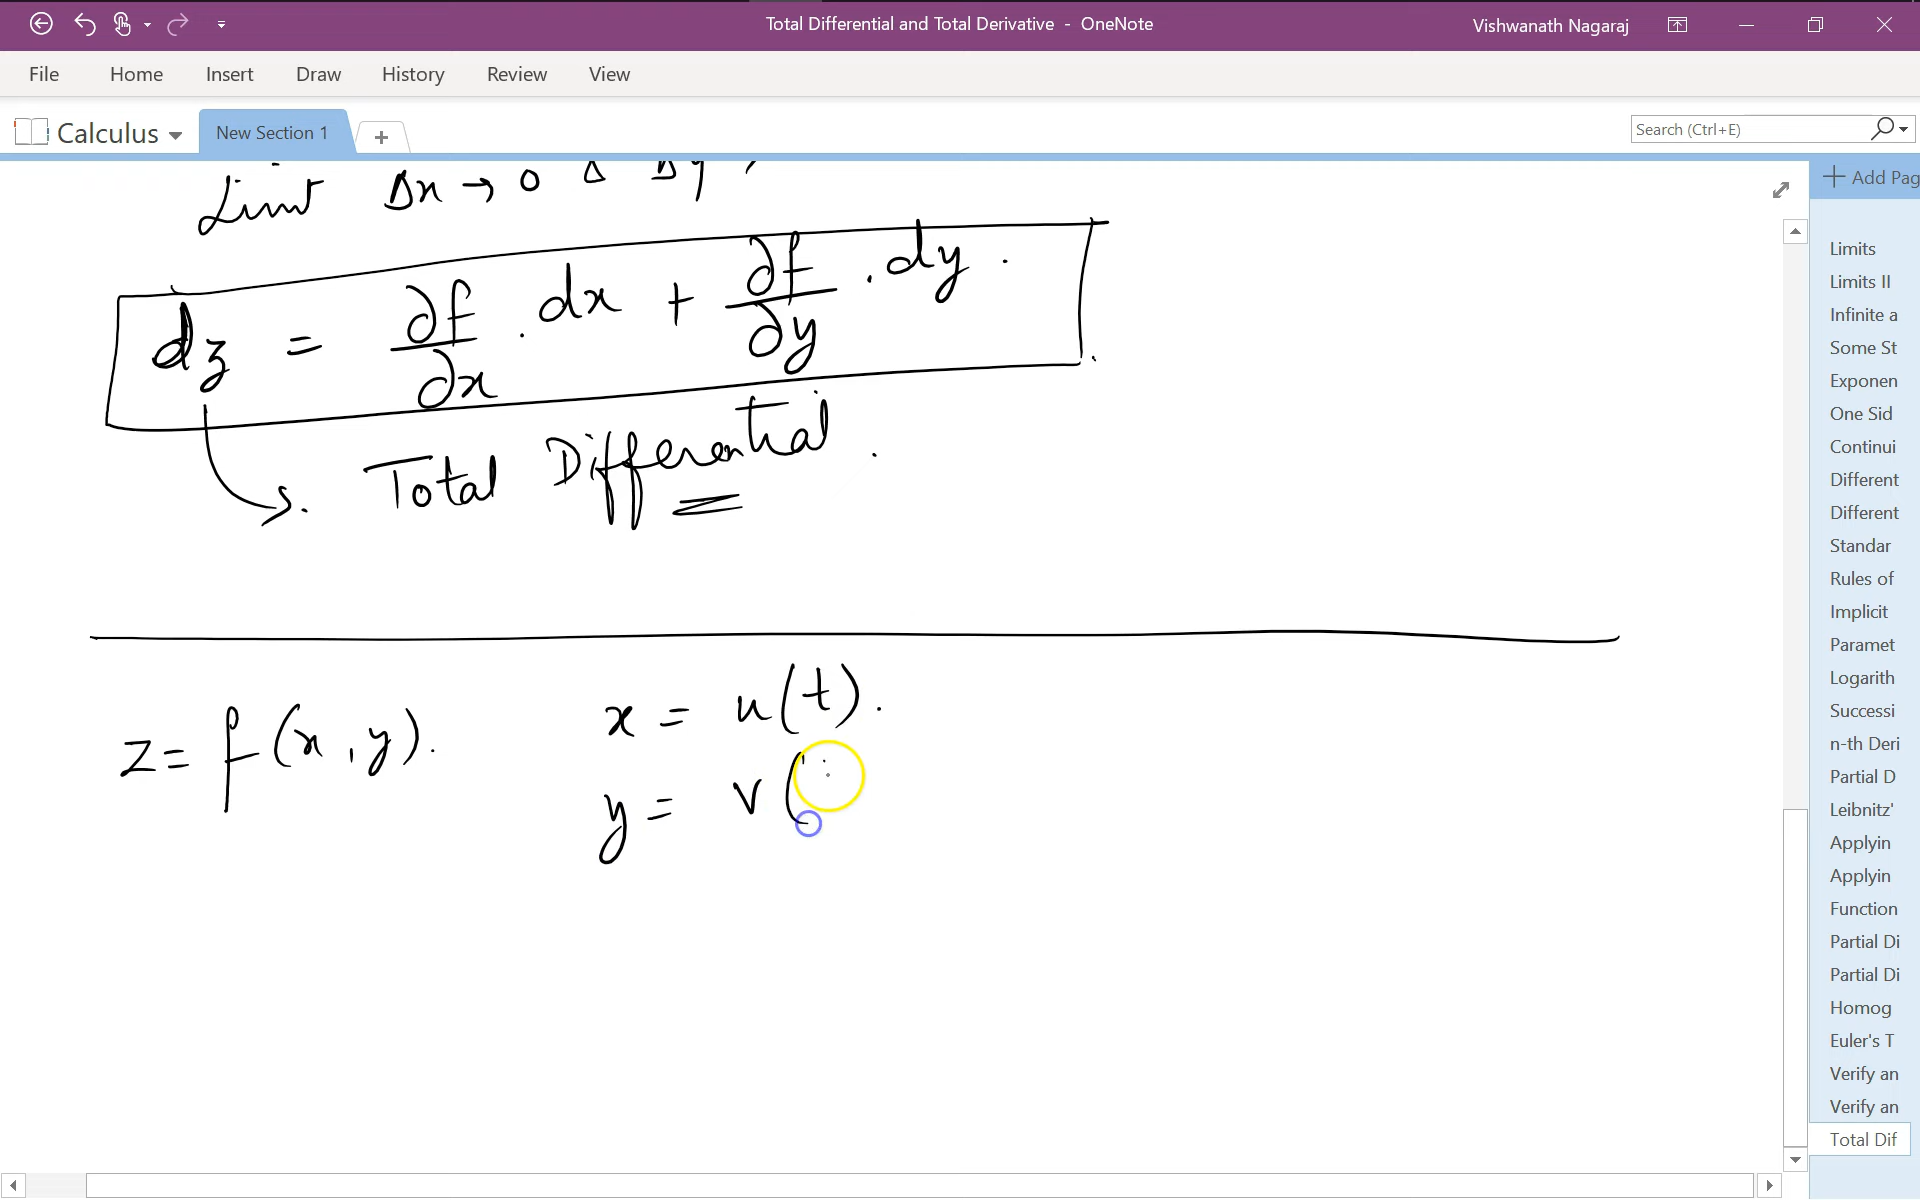 Total Differential and Total Derivative - OneNote
Vishwanath Nagaraj
File Home Insert Draw History Review View
Calculus New Section 1 +
Search (Ctrl+E)
Add Pag
Limit Δx → 0 & Δy
dz = ∂f/∂x . dx + ∂f/∂y . dy .
Total Differential .
z = f(x, y).
x = u(t).
y = v(
Limits
Limits II
Infinite a
Some St
Exponen
One Sid
Continui
Different
Different
Standar
Rules of
Implicit
Paramet
Logarith
Successi
n-th Deri
Partial D
Leibnitz'
Applyin
Applyin
Function
Partial Di
Partial Di
Homog
Euler's T
Verify an
Verify an
Total Dif